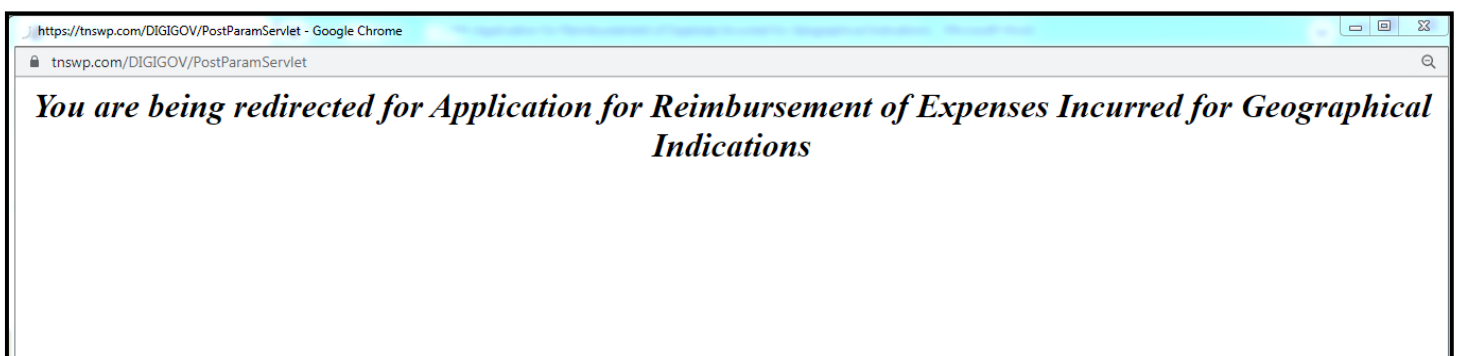 https://tnswp.com/DIGIGOV/PostParamServlet - Google Chrome
tnswp.com/DIGIGOV/PostParamServlet
You are being redirected for Application for Reimbursement of Expenses Incurred for Geographical
Indications